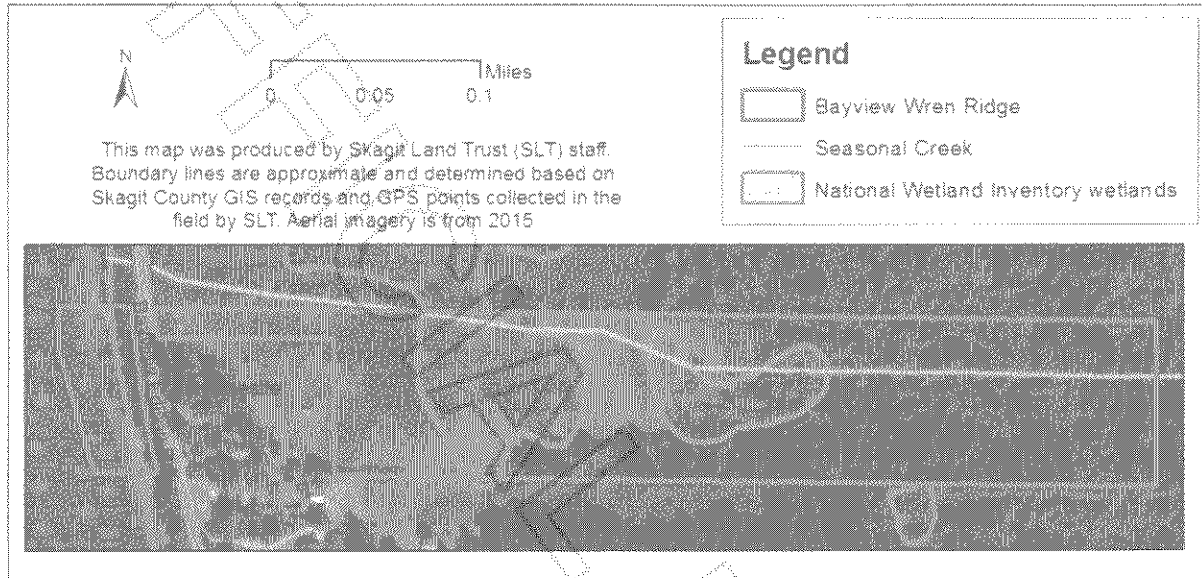 N
Miles
0 0.05 0.1
This map was produced by Skagit Land Trust (SLT) staff.
Boundary lines are approximate and determined based on
Skagit County GIS records and GPS points collected in the
field by SLT. Aerial imagery is from 2015
Legend
Bayview Wren Ridge
Seasonal Creek
National Wetland Inventory wetlands